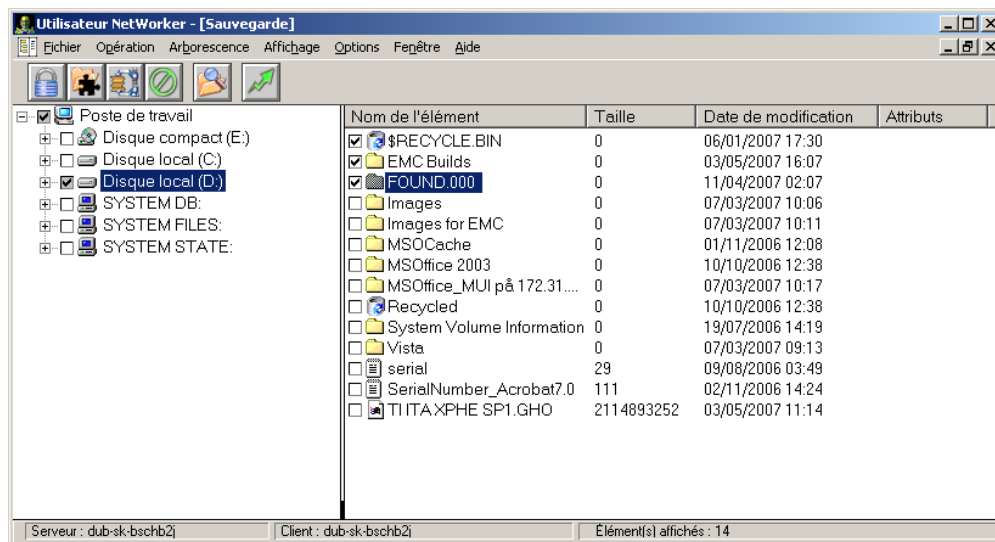 Utilisateur NetWorker - [Sauvegarde]
Fichier Opération Arborescence Affichage Options Fenêtre Aide
Poste de travail
Disque compact (E:)
Disque local (C:)
Disque local (D:)
SYSTEM DB:
SYSTEM FILES:
SYSTEM STATE:
Nom de l'élément Taille Date de modification Attributs
$RECYCLE.BIN 0 06/01/2007 17:30
EMC Builds 0 03/05/2007 16:07
FOUND.000 0 11/04/2007 02:07
Images 0 07/03/2007 10:06
Images for EMC 0 07/03/2007 10:11
MSOCache 0 01/11/2006 12:08
MSOffice 2003 0 10/10/2006 12:38
MSOffice_MUI på 172.31.... 0 07/03/2007 10:17
Recycled 0 10/10/2006 12:38
System Volume Information 0 19/07/2006 14:19
Vista 0 07/03/2007 09:13
serial 29 09/08/2006 03:49
SerialNumber_Acrobat7.0 111 02/11/2006 14:24
TIITAXPHE SP1.GHO 2114893252 03/05/2007 11:14
Serveur : dub-sk-bschb2j Client : dub-sk-bschb2j Élément(s) affichés : 14